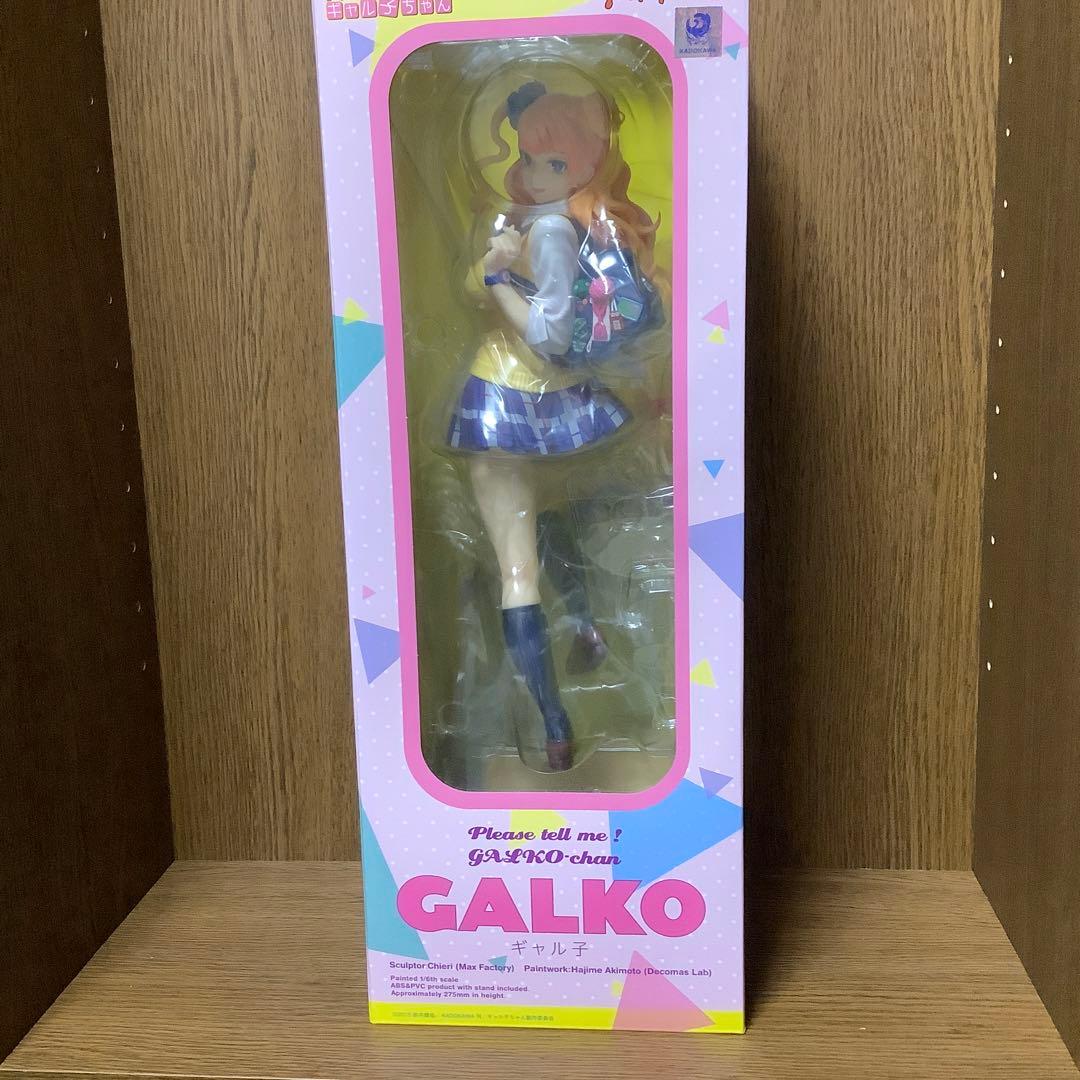 ギャル子ちゃん
KADOKAWA
Please tell me !
GALKO-chan
GALKO
ギャル子
Sculptor:Chieri (Max Factory) Paintwork:Hajime Akimoto (Decomas Lab)
Painted 1/6th scale
ABS&PVC product with stand included.
Approximately 275mm in height.